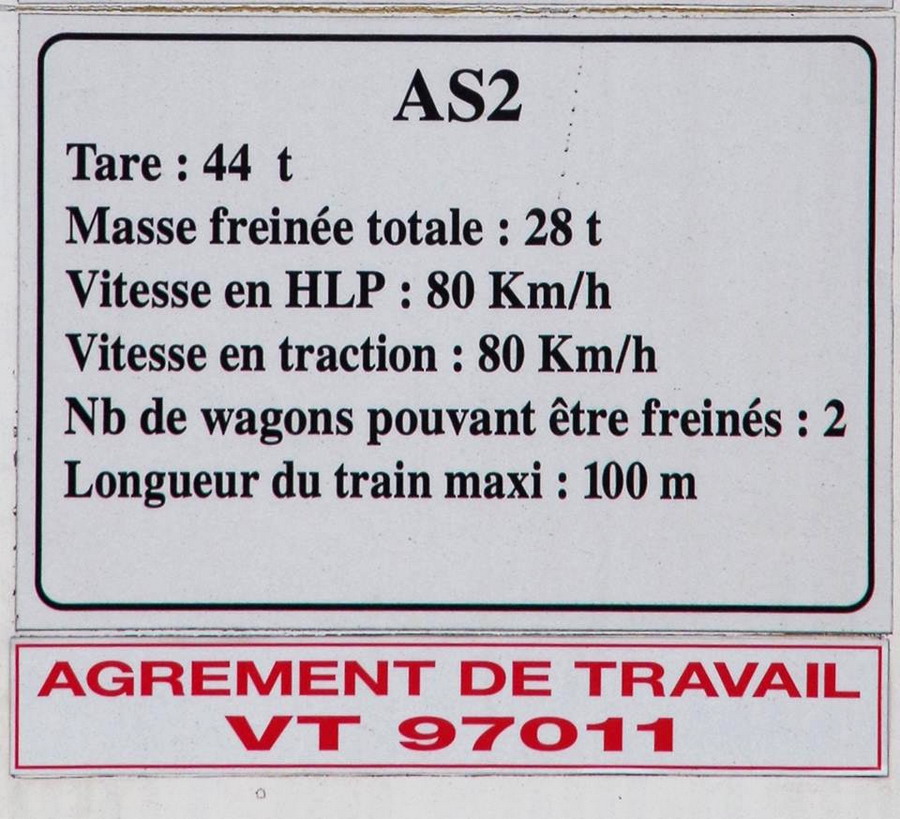 AS2
Tare : 44 t
Masse freinée totale : 28 t
Vitesse en HLP : 80 Km/h
Vitesse en traction : 80 Km/h
Nb de wagons pouvant être freinés : 2
Longueur du train maxi : 100 m
AGREMENT DE TRAVAIL
VT 97011